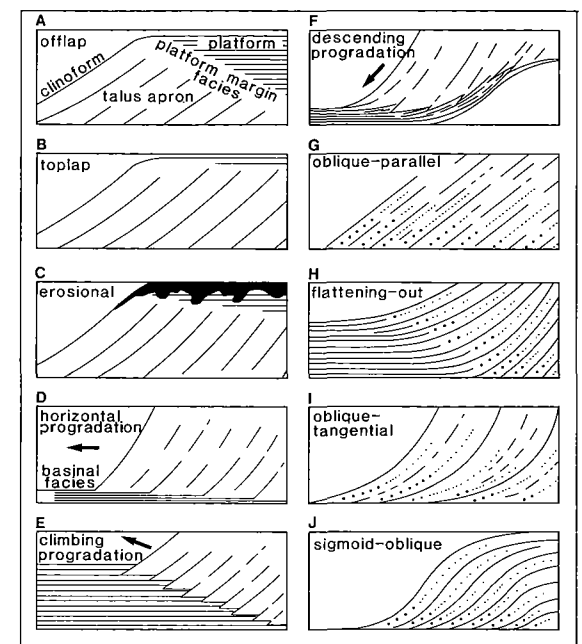 A
offlap
clinoform
platform
platform margin
facies
talus apron
B
toplap
C
erosional
D
horizontal
progradation
basinal
facies
E
climbing
progradation
F
descending
progradation
G
oblique-parallel
H
flattening-out
I
oblique-
tangential
J
sigmoid-oblique